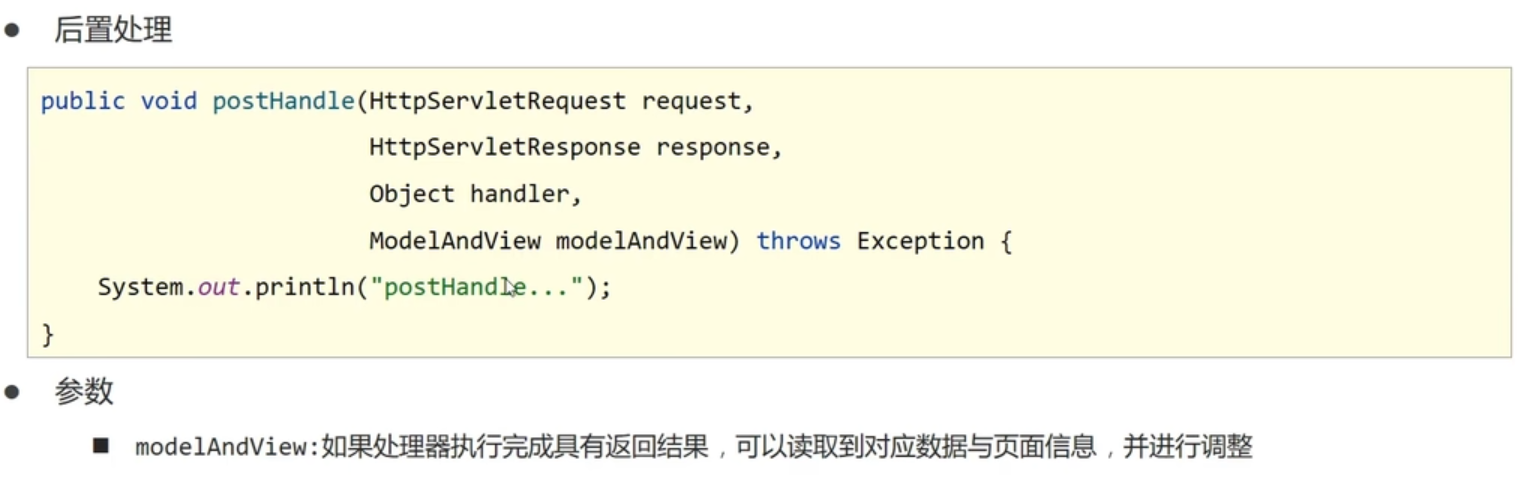 ● 后置处理
public void postHandle(HttpServletRequest request,
HttpServletResponse response,
Object handler,
ModelAndView modelAndView) throws Exception {
System.out.println("postHandle...");
}
● 参数
■ modelAndView:如果处理器执行完成具有返回结果，可以读取到对应数据与页面信息，并进行调整